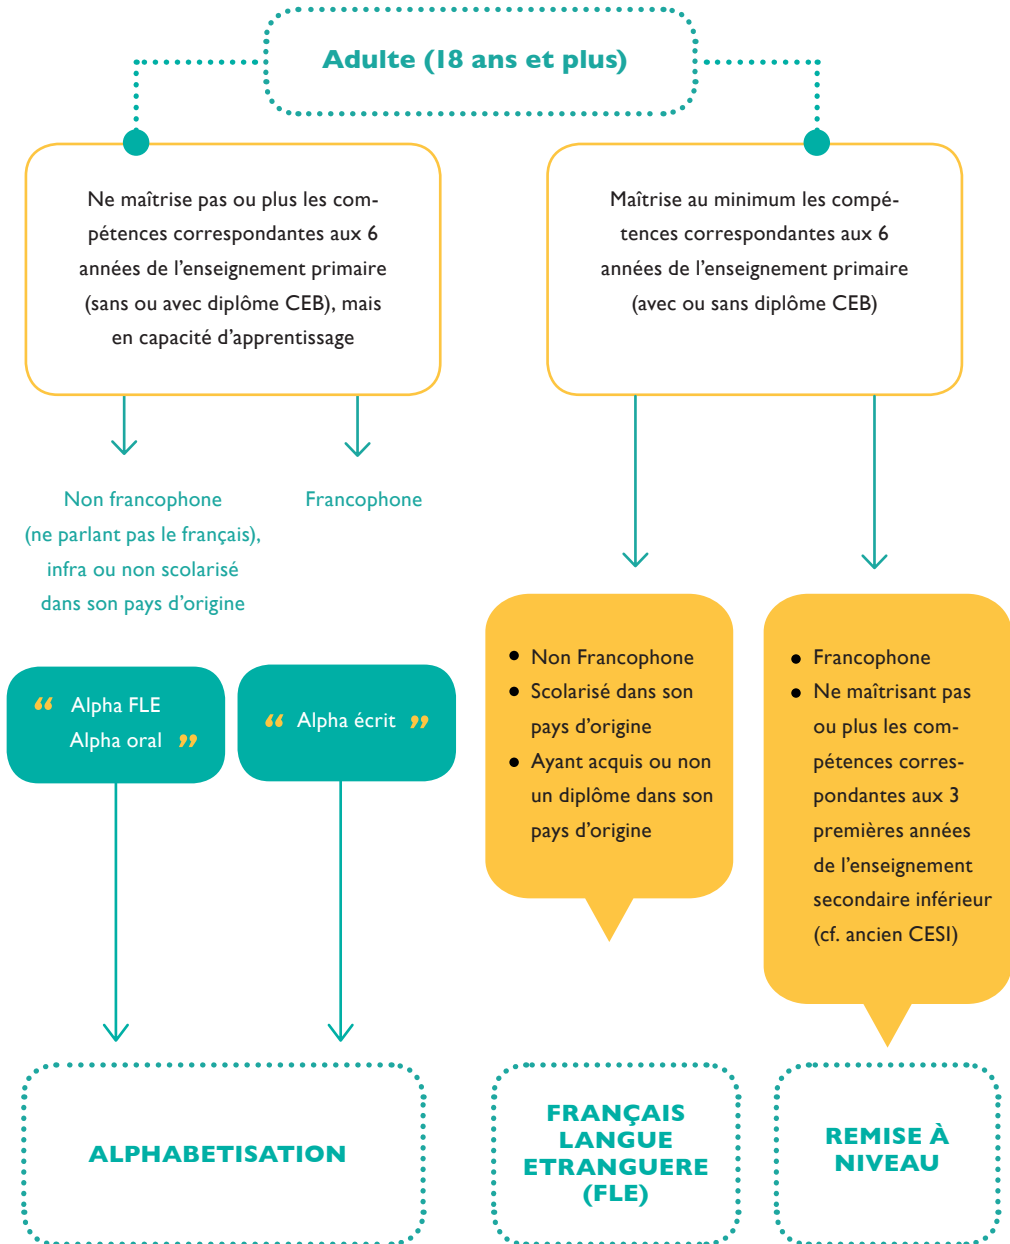 Adulte (18 ans et plus)
Ne maîtrise pas ou plus les com-
pétences correspondantes aux 6
années de l’enseignement primaire
(sans ou avec diplôme CEB), mais
en capacité d’apprentissage
Maîtrise au minimum les compé-
tences correspondantes aux 6
années de l’enseignement primaire
(avec ou sans diplôme CEB)
Non francophone
(ne parlant pas le français),
infra ou non scolarisé
dans son pays d’origine
Francophone
“ Alpha FLE
Alpha oral ”
“ Alpha écrit ”
• Non Francophone
• Scolarisé dans son
pays d’origine
• Ayant acquis ou non
un diplôme dans son
pays d’origine
• Francophone
• Ne maîtrisant pas
ou plus les com-
pétences corres-
pondantes aux 3
premières années
de l’enseignement
secondaire inférieur
(cf. ancien CESI)
ALPHABETISATION
FRANÇAIS
LANGUE
ETRANGUERE
(FLE)
REMISE À
NIVEAU